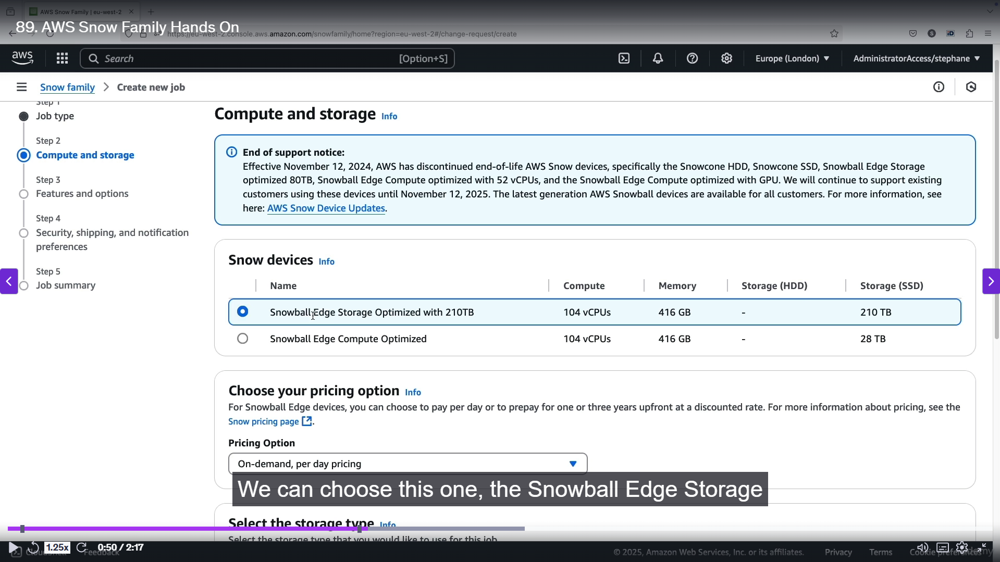 AWS Snow Family | eu-west-2
89. AWS Snow Family Hands On
https://eu-west-2.console.aws.amazon.com/snowfamily/home?region=eu-west-2#/change-request/create
aws
Search
[Option+S]
Europe (London)
AdministratorAccess/stephane
Snow family
Create new job
Step 1
Job type
Step 2
Compute and storage
Step 3
Features and options
Step 4
Security, shipping, and notification
preferences
Step 5
Job summary
Compute and storage Info
End of support notice:
Effective November 12, 2024, AWS has discontinued end-of-life AWS Snow devices, specifically the Snowcone HDD, Snowcone SSD, Snowball Edge Storage
optimized 80TB, Snowball Edge Compute optimized with 52 vCPUs, and the Snowball Edge Compute optimized with GPU. We will continue to support existing
customers using these devices until November 12, 2025. The latest generation AWS Snowball devices are available for all customers. For more information, see
here: AWS Snow Device Updates.
Snow devices Info
Name Compute Memory Storage (HDD) Storage (SSD)
Snowball Edge Storage Optimized with 210TB 104 vCPUs 416 GB - 210 TB
Snowball Edge Compute Optimized 104 vCPUs 416 GB - 28 TB
Choose your pricing option Info
For Snowball Edge devices, you can choose to pay per day or to prepay for one or three years upfront at a discounted rate. For more information about pricing, see the
Snow pricing page.
Pricing Option
On-demand, per day pricing
We can choose this one, the Snowball Edge Storage
Select the storage type Info
Select the storage type that you would like to use for this job
1.25x
0:50 / 2:17
CloudShell
Feedback
© 2025, Amazon Web Services, Inc. or its affiliates.
Privacy
Terms
Cookie preferences